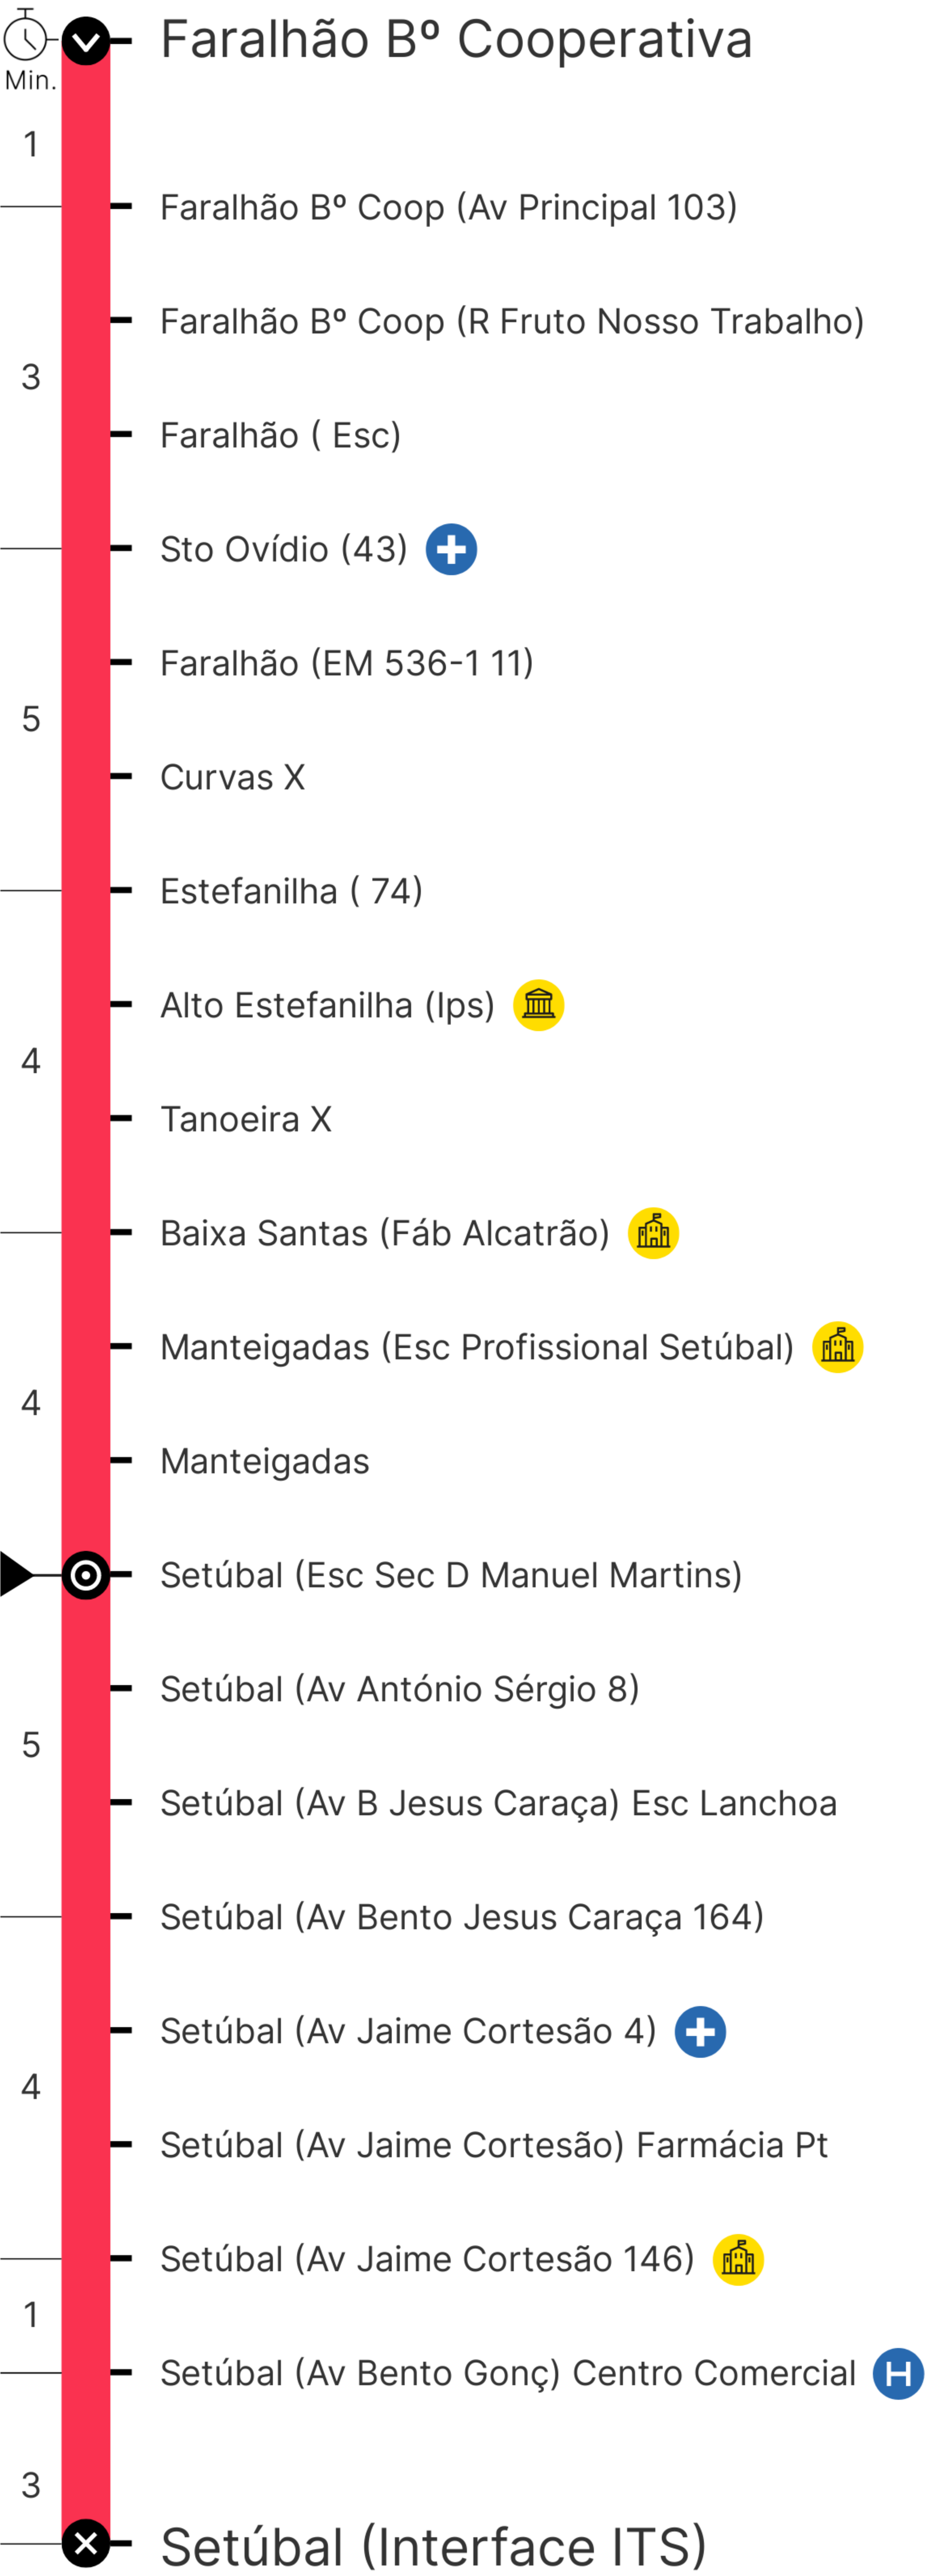 Faralhão Bº Cooperativa
Min.
1
Faralhão Bº Coop (Av Principal 103)
Faralhão Bº Coop (R Fruto Nosso Trabalho)
3
Faralhão ( Esc)
Sto Ovídio (43)
Faralhão (EM 536-1 11)
5
Curvas X
Estefanilha ( 74)
Alto Estefanilha (Ips)
4
Tanoeira X
Baixa Santas (Fáb Alcatrão)
Manteigadas (Esc Profissional Setúbal)
4
Manteigadas
Setúbal (Esc Sec D Manuel Martins)
Setúbal (Av António Sérgio 8)
5
Setúbal (Av B Jesus Caraça) Esc Lanchoa
Setúbal (Av Bento Jesus Caraça 164)
Setúbal (Av Jaime Cortesão 4)
4
Setúbal (Av Jaime Cortesão) Farmácia Pt
Setúbal (Av Jaime Cortesão 146)
1
Setúbal (Av Bento Gonç) Centro Comercial H
3
Setúbal (Interface ITS)